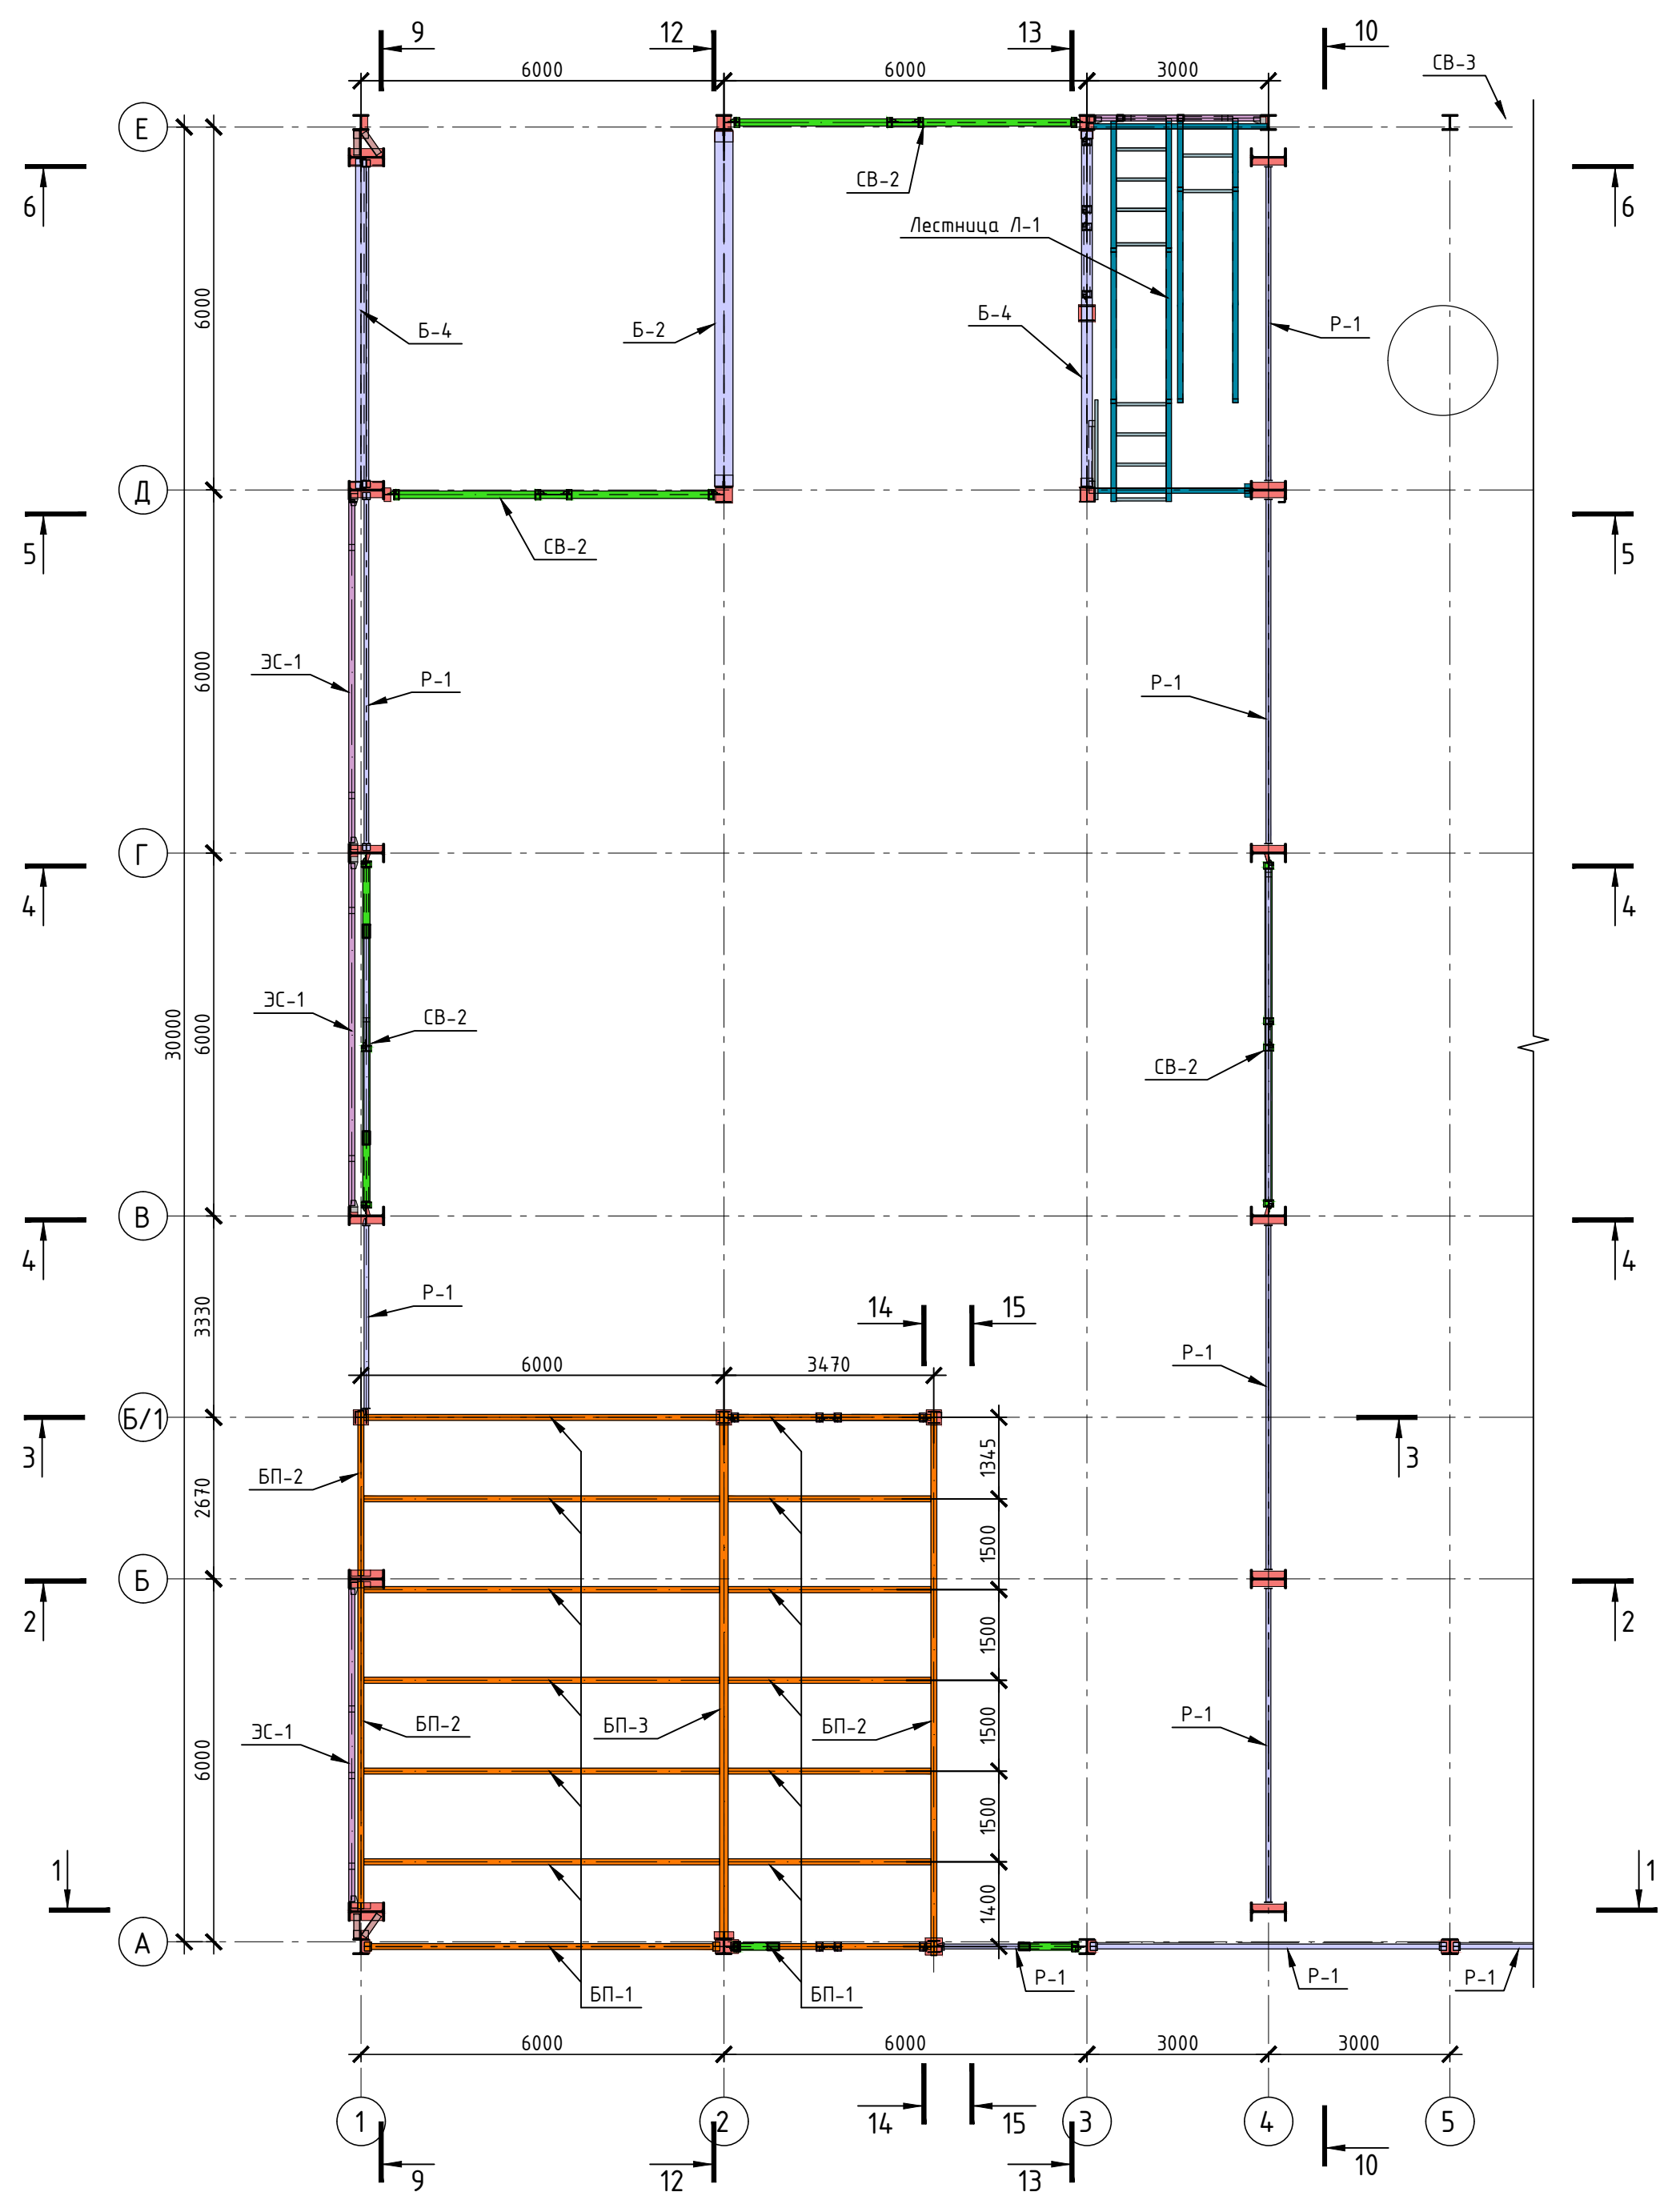 9
12
13
10
6000
6000
3000
СВ-3
Е
6
6
СВ-2
Лестница Л-1
6000
Б-4
Б-2
Б-4
Р-1
Д
5
5
СВ-2
6000
ЭС-1
Р-1
Р-1
Г
4
4
30000
6000
ЭС-1
СВ-2
СВ-2
В
4
4
3330
Р-1
14
15
Р-1
6000
3470
Б/1
3
3
1345
2670
БП-2
1500
Б
2
2
1500
ЭС-1
БП-2
БП-3
БП-2
1500
Р-1
6000
1500
1
1
1400
А
БП-1
БП-1
Р-1
Р-1
Р-1
6000
6000
3000
3000
1
2
3
4
5
14
15
9
12
13
10